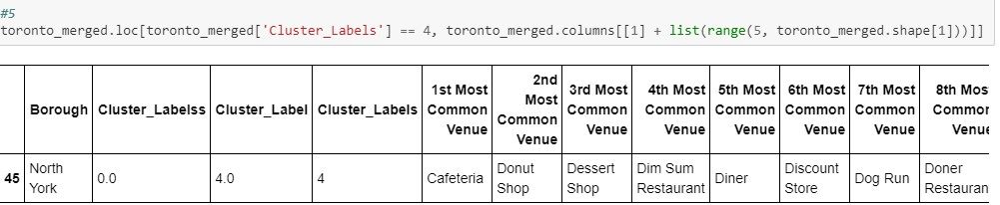 #5
toronto_merged.loc[toronto_merged['Cluster_Labels'] == 4, toronto_merged.columns[[1] + list(range(5, toronto_merged.shape[1]))]]
Borough Cluster_Labelss Cluster_Label Cluster_Labels 1st Most Common Venue 2nd Most Common Venue 3rd Most Common Venue 4th Most Common Venue 5th Most Common Venue 6th Most Common Venue 7th Most Common Venue 8th Mos Commo Venu
45 North York 0.0 4.0 4 Cafeteria Donut Shop Dessert Shop Dim Sum Restaurant Diner Discount Store Dog Run Doner Restauran